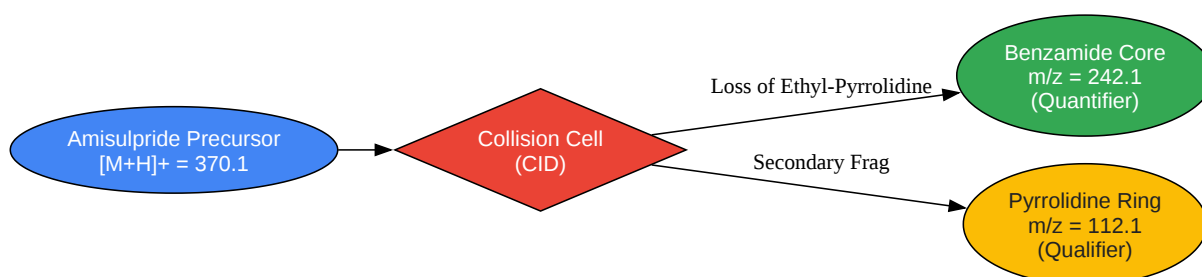 Amisulpride Precursor
[M+H]+ = 370.1
Collision Cell
(CID)
Loss of Ethyl-Pyrrolidine
Benzamide Core
m/z = 242.1
(Quantifier)
Secondary Frag
Pyrrolidine Ring
m/z = 112.1
(Qualifier)